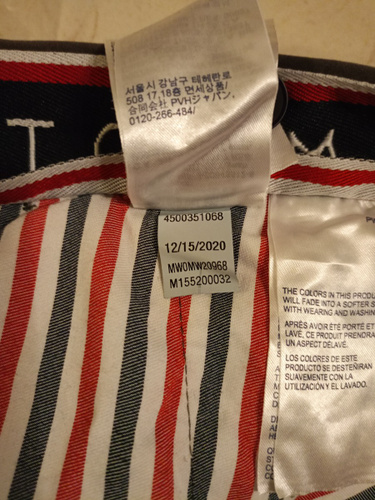 서울시 강남구 테헤란로
508 17,18층 면세상품/
合同会社 PVHジャパン,
0120-266-484/
T
M
4500351068
12/15/2020
MW0MW20968
M155200032
THE COLORS IN THIS PRODU
WILL FADE INTO A SOFTER S
WITH WEARING AND WASHIN
APRÈS AVOIR ÉTÉ PORTÉ ET
CE PRODUIT PRENDRA
UN ASPECT DÉLAVÉ.
LOS COLORES DE ESTE
PRODUCTO SE DESTEÑIRAN
SUAVEMENTE CON LA
UTILIZACIÓN Y EL LAVADO.